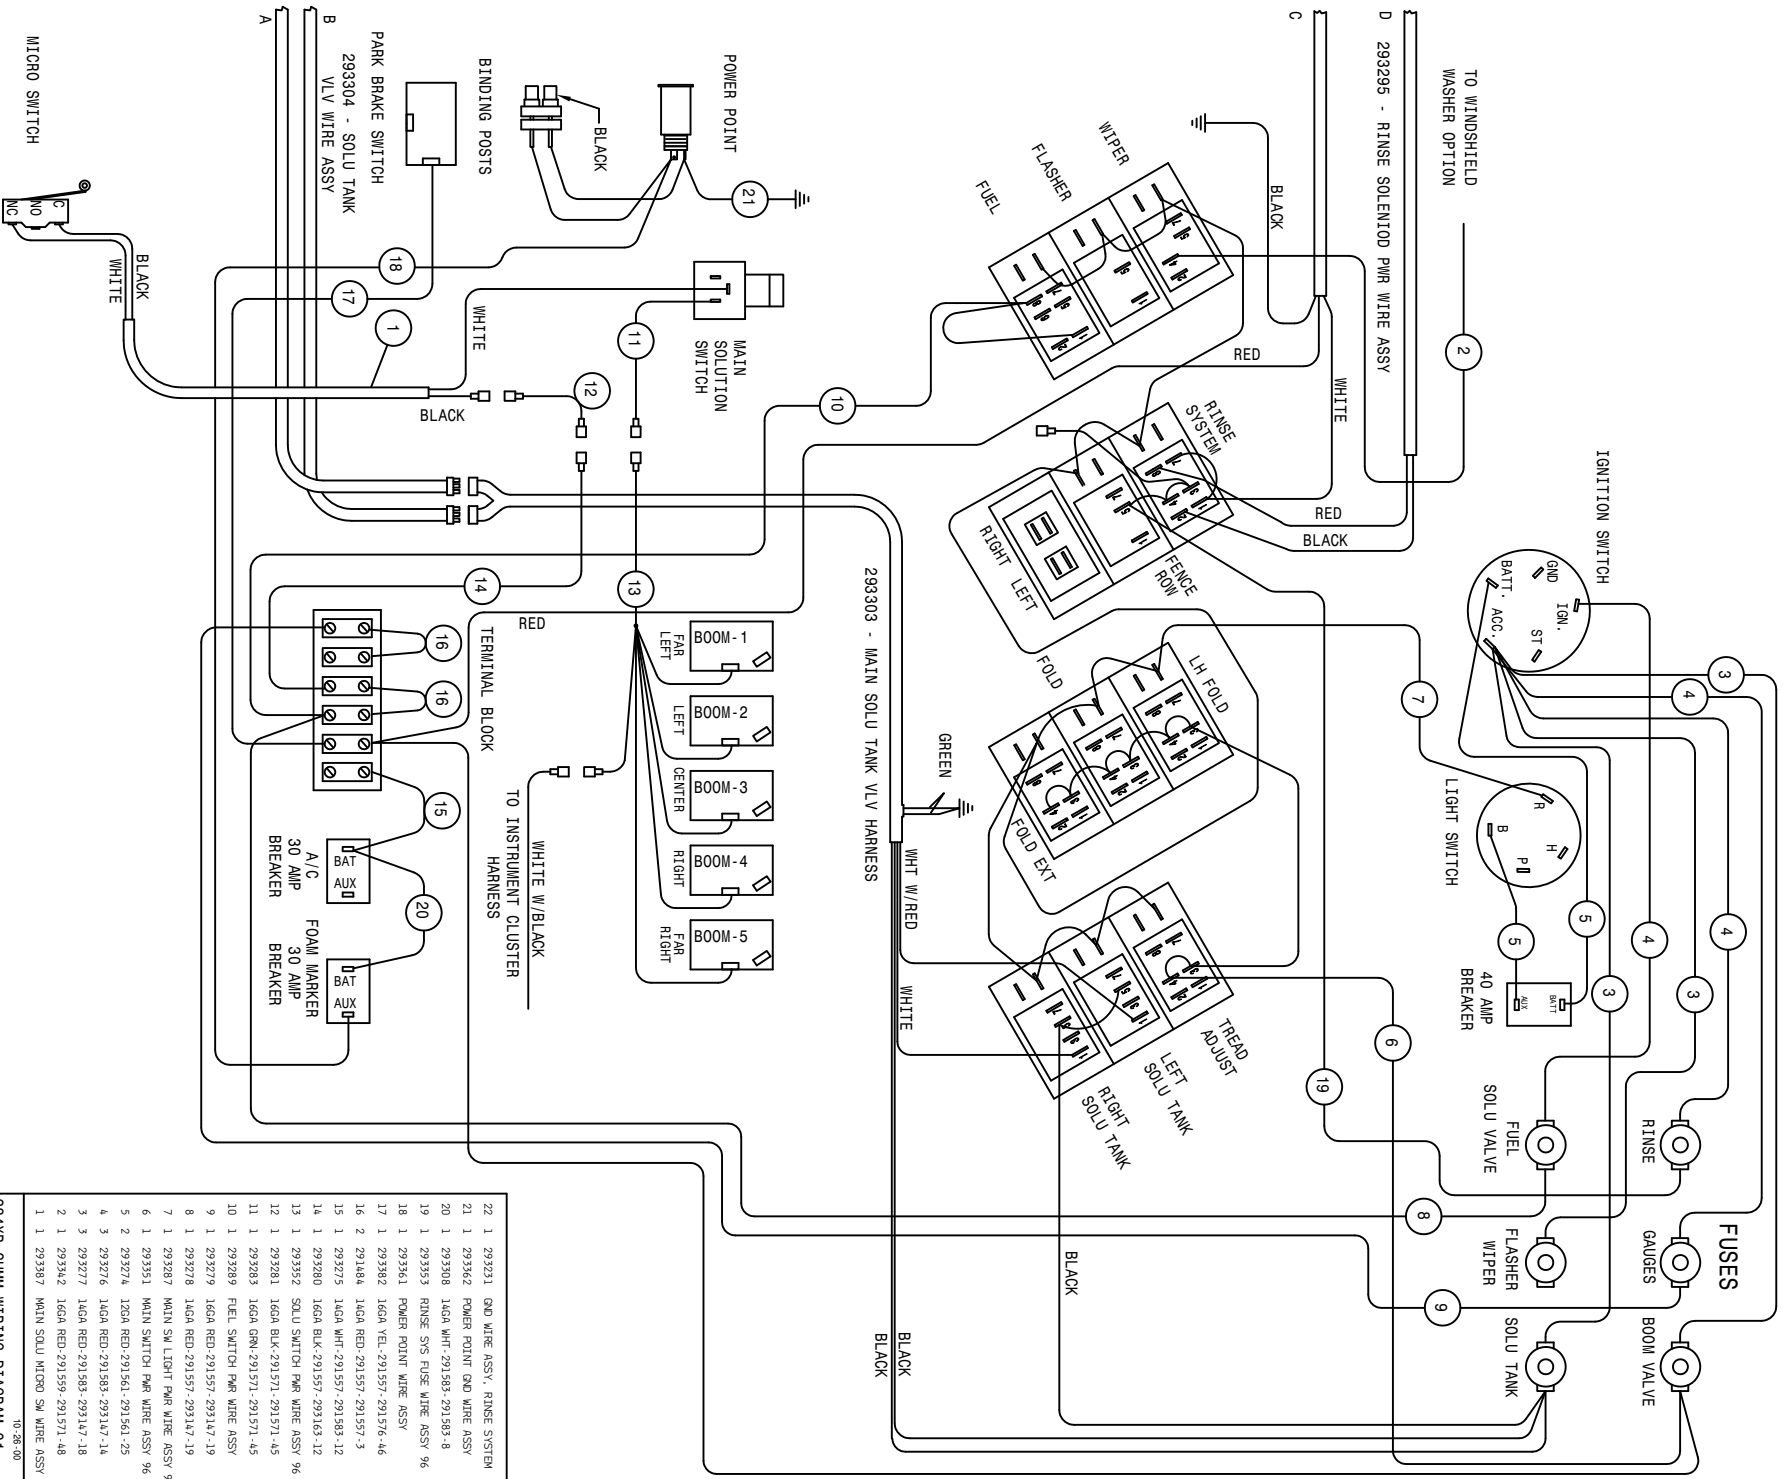 TO WINDSHIELD
WASHER OPTION
D 293295 - RINSE SOLENIOD PWR WIRE ASSY
C
2
WIPER
FLASHER
FUEL
BLACK
RED
WHITE
POWER POINT
BLACK
BINDING POSTS
21
PARK BRAKE SWITCH
293304 - SOLU TANK
VLV WIRE ASSY
B
A
MICRO SWITCH
C
NO
NC
BLACK
WHITE
18
17
1
WHITE
BLACK
MAIN
SOLUTION
SWITCH
11
12
10
13
14
RINSE
SYSTEM
FENCE
ROW
RIGHT LEFT
RED
BLACK
IGNITION SWITCH
GND
IGN.
BATT.
ACC.
ST
3
4
7
5
5
4
3
4
3
LIGHT SWITCH
R
B
H
P
40 AMP
BREAKER
BATT
AUX
LH FOLD
FOLD
FOLD EXT
293303 - MAIN SOLU TANK VLV HARNESS
GREEN
RED
TERMINAL BLOCK
16
16
15
20
BOOM-1
FAR
LEFT
BOOM-2
LEFT
BOOM-3
CENTER
BOOM-4
RIGHT
BOOM-5
FAR
RIGHT
WHITE W/BLACK
TO INSTRUMENT CLUSTER
HARNESS
BAT
AUX
A/C
30 AMP
BREAKER
BAT
AUX
FOAM MARKER
30 AMP
BREAKER
WHT W/RED
WHITE
TREAD
ADJUST
LEFT
SOLU TANK
RIGHT
SOLU TANK
6
19
8
9
BLACK
BLACK
BLACK
FUSES
RINSE
GAUGES
BOOM VALVE
FUEL
SOLU VALVE
FLASHER
WIPER
SOLU TANK
22 1 293231 GND WIRE ASSY, RINSE SYSTEM
21 1 293362 POWER POINT GND WIRE ASSY
20 1 293308 14GA WHT-291583-291583-8
19 1 293353 RINSE SYS FUSE WIRE ASSY 96
18 1 293361 POWER POINT WIRE ASSY
17 1 293382 16GA YEL-291557-291576-46
16 2 291484 14GA RED-291557-291557-3
15 1 293275 14GA WHT-291557-291583-12
14 1 293280 16GA BLK-291557-293163-12
13 1 293352 SOLU SWITCH PWR WIRE ASSY 96
12 1 293281 16GA BLK-291571-291571-45
11 1 293283 16GA GRN-291571-291571-45
10 1 293289 FUEL SWITCH PWR WIRE ASSY
9 1 293279 16GA RED-291557-293147-19
8 1 293278 14GA RED-291557-293147-19
7 1 293287 MAIN SW LIGHT PWR WIRE ASSY
6 1 293351 MAIN SWITCH PWR WIRE ASSY 96
5 2 293274 12GA RED-291561-291561-25
4 3 293276 14GA RED-291583-293147-14
3 3 293277 14GA RED-291583-293147-18
2 1 293342 16GA RED-291559-291571-48
1 1 293387 MAIN SOLU MICRO SW WIRE ASSY
10-26-00